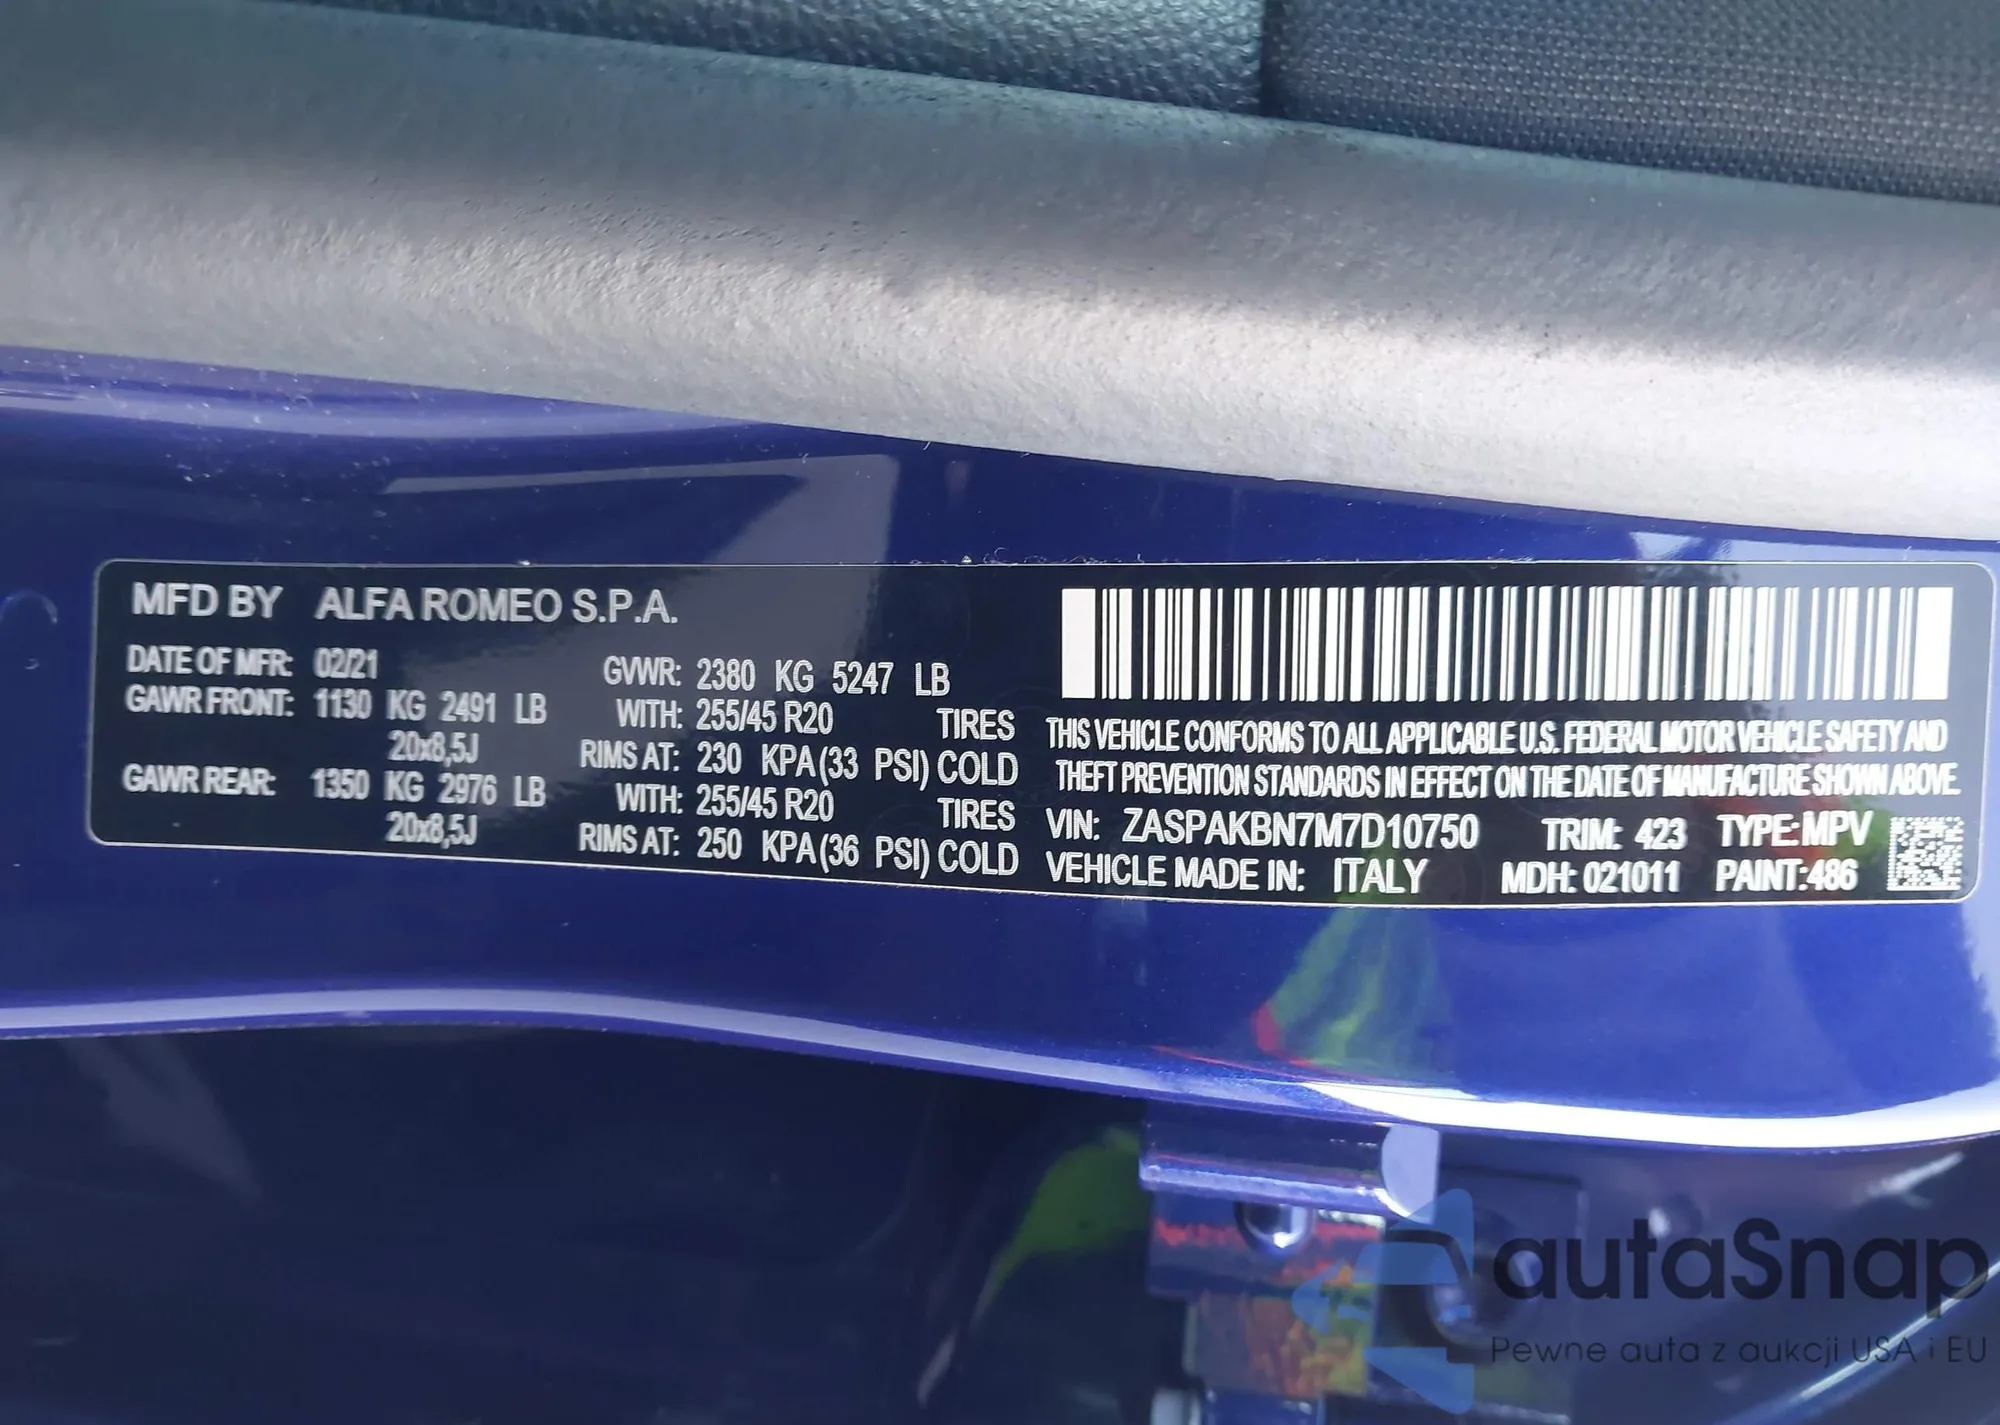 MFD BY ALFA ROMEO S.P.A.
DATE OF MFR: 02/21 GVWR: 2380 KG 5247 LB
GAWR FRONT: 1130 KG 2491 LB WITH: 255/45 R20 TIRES
20x8,5J RIMS AT: 230 KPA (33 PSI) COLD
GAWR REAR: 1350 KG 2976 LB WITH: 255/45 R20 TIRES
20x8,5J RIMS AT: 250 KPA (36 PSI) COLD
THIS VEHICLE CONFORMS TO ALL APPLICABLE U.S. FEDERAL MOTOR VEHICLE SAFETY AND
THEFT PREVENTION STANDARDS IN EFFECT ON THE DATE OF MANUFACTURE SHOWN ABOVE.
VIN: ZASPAKBN7M7D10750 TRIM: 423 TYPE:MPV
VEHICLE MADE IN: ITALY MDH: 021011 PAINT:486
autaSnap
Pewne auta z aukcji USA i EU